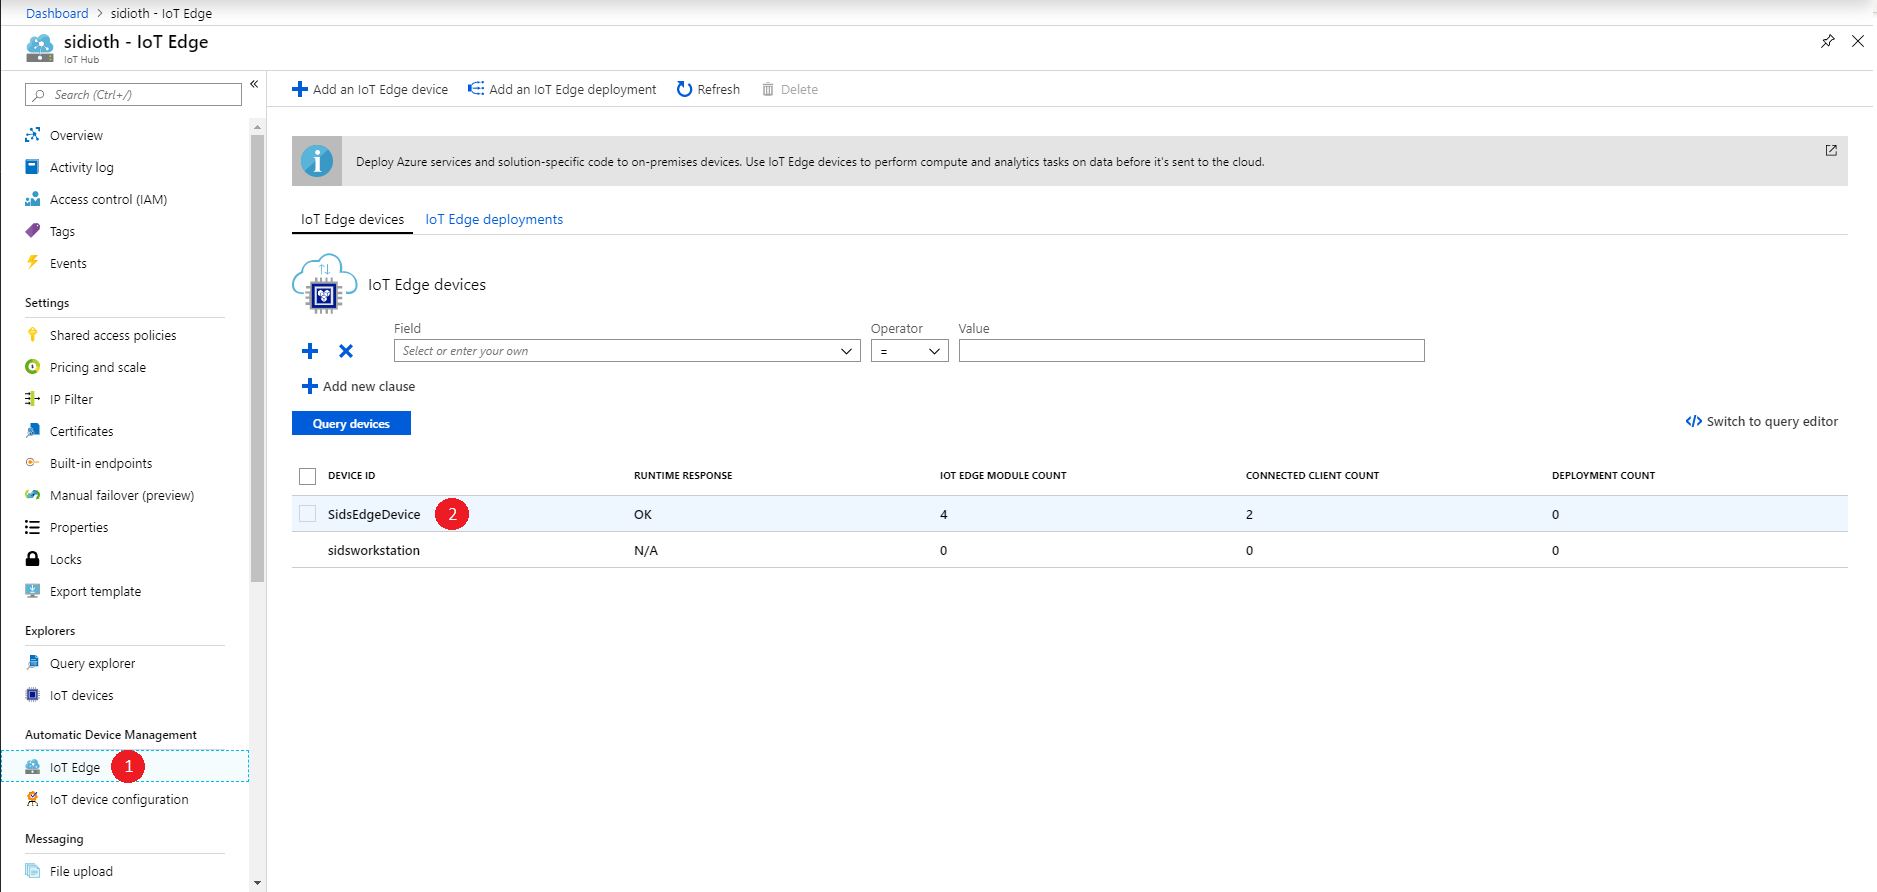 Dashboard > sidioth - IoT Edge
sidioth - IoT Edge
IoT Hub
Search (Ctrl+/)
«
Overview
Activity log
Access control (IAM)
Tags
Events
Settings
Shared access policies
Pricing and scale
IP Filter
Certificates
Built-in endpoints
Manual failover (preview)
Properties
Locks
Export template
Explorers
Query explorer
IoT devices
Automatic Device Management
IoT Edge 1
IoT device configuration
Messaging
File upload
Add an IoT Edge device Add an IoT Edge deployment Refresh Delete
Deploy Azure services and solution-specific code to on-premises devices. Use IoT Edge devices to perform compute and analytics tasks on data before it's sent to the cloud.
IoT Edge devices IoT Edge deployments
IoT Edge devices
Field Operator Value
Select or enter your own =
Add new clause
Query devices
</> Switch to query editor
DEVICE ID RUNTIME RESPONSE IOT EDGE MODULE COUNT CONNECTED CLIENT COUNT DEPLOYMENT COUNT
SidsEdgeDevice 2 OK 4 2 0
sidsworkstation N/A 0 0 0